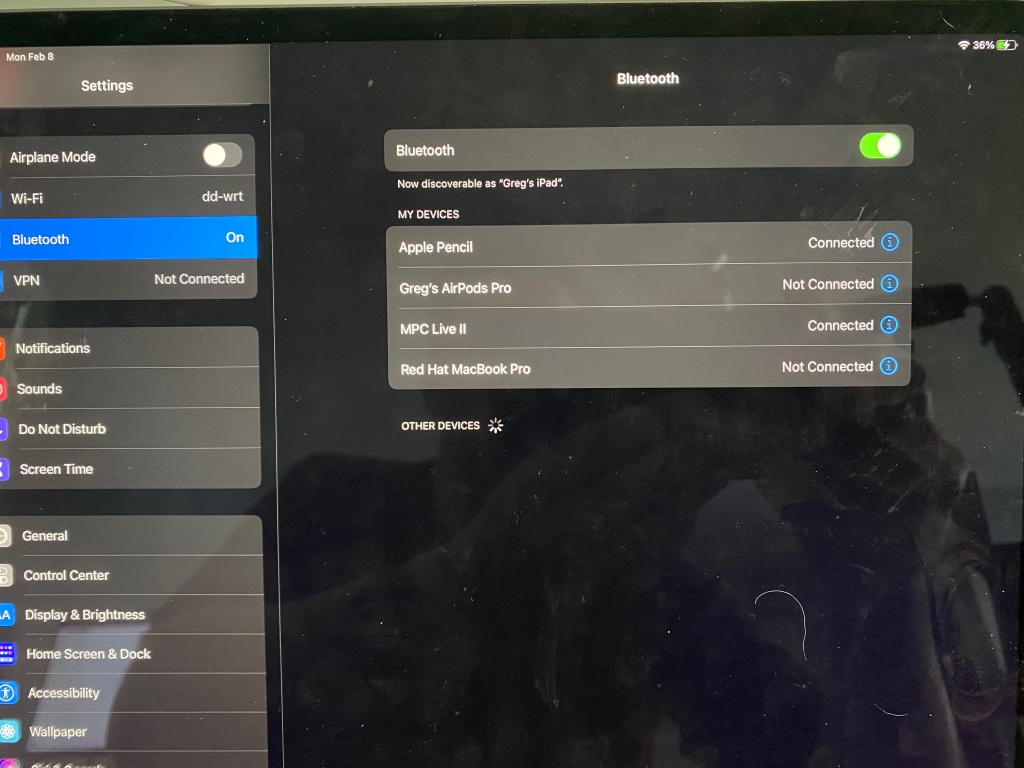 Mon Feb 8
36%
Settings
Bluetooth
Airplane Mode
Wi-Fi dd-wrt
Bluetooth On
VPN Not Connected
Notifications
Sounds
Do Not Disturb
Screen Time
General
Control Center
Display & Brightness
Home Screen & Dock
Accessibility
Wallpaper
Bluetooth
Now discoverable as “Greg’s iPad”.
MY DEVICES
Apple Pencil Connected
Greg’s AirPods Pro Not Connected
MPC Live II Connected
Red Hat MacBook Pro Not Connected
OTHER DEVICES